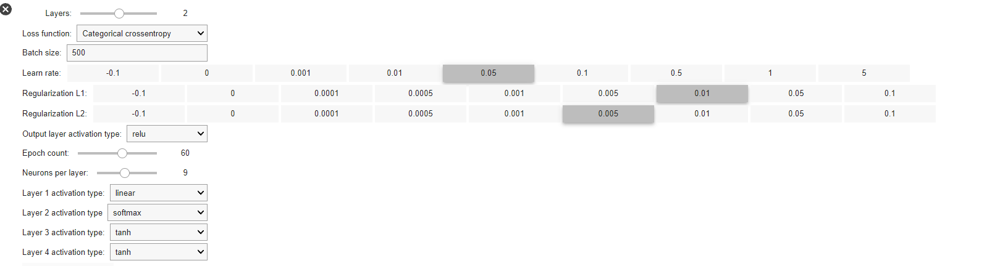 Layers: 2
Loss function: Categorical crossentropy
Batch size: 500
Learn rate: -0.1 0 0.001 0.01 0.05 0.1 0.5 1 5
Regularization L1: -0.1 0 0.0001 0.0005 0.001 0.005 0.01 0.05 0.1
Regularization L2: -0.1 0 0.0001 0.0005 0.001 0.005 0.01 0.05 0.1
Output layer activation type: relu
Epoch count: 60
Neurons per layer: 9
Layer 1 activation type: linear
Layer 2 activation type softmax
Layer 3 activation type: tanh
Layer 4 activation type: tanh